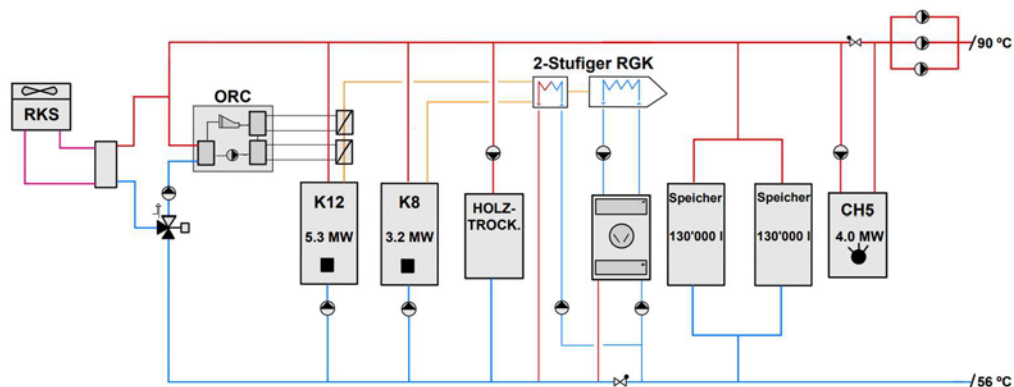 2-Stufiger RGK
/90 ºC
ORC
RKS
K12
5.3 MW
K8
3.2 MW
HOLZ-
TROCK.
Speicher
130'000 l
Speicher
130'000 l
CH5
4.0 MW
/56 ºC